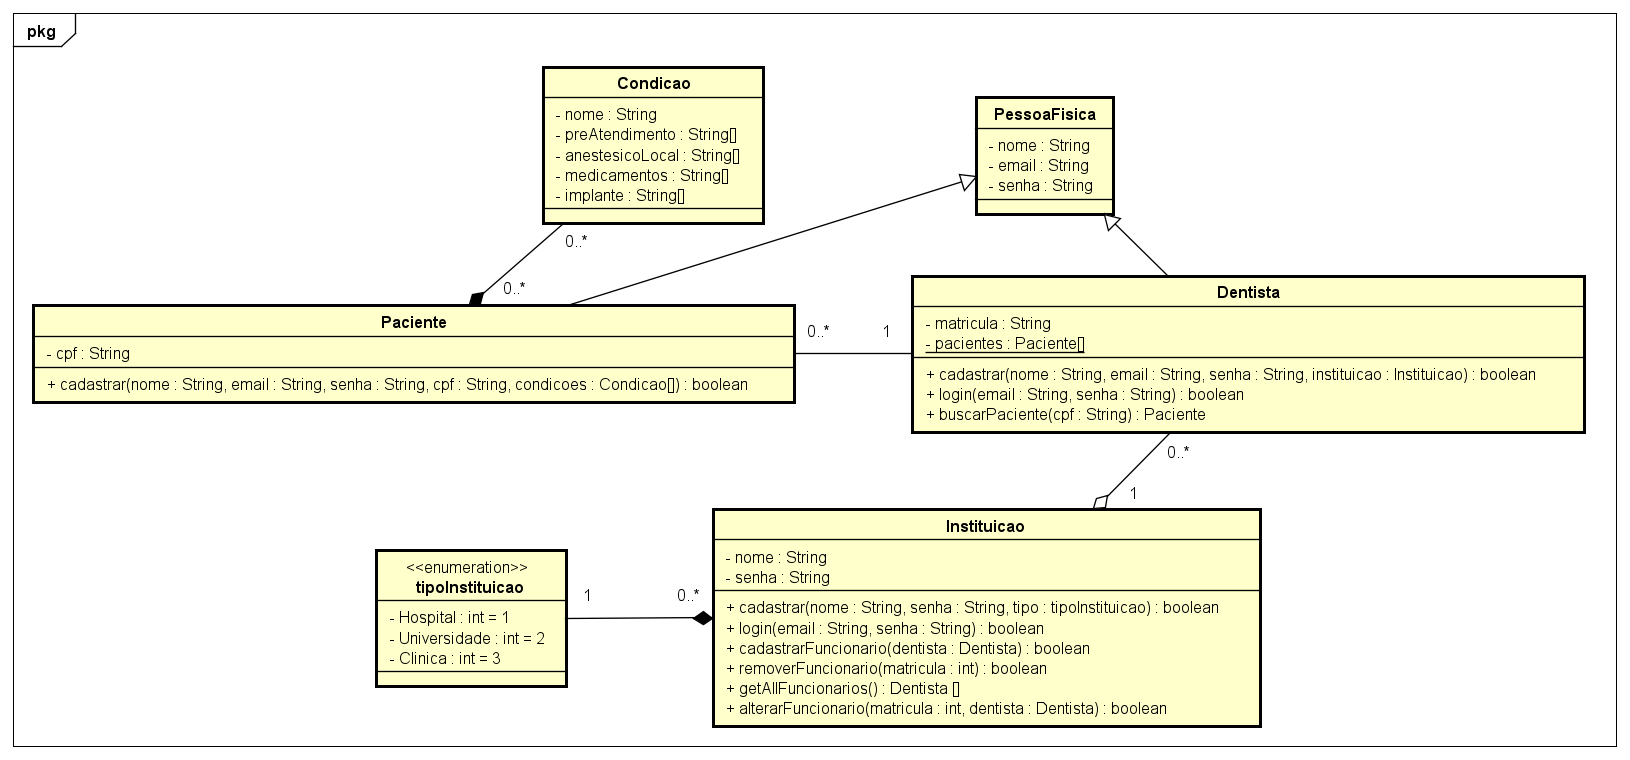 pkg
Condicao
- nome : String
- preAtendimento : String[]
- anestesicoLocal : String[]
- medicamentos : String[]
- implante : String[]
PessoaFisica
- nome : String
- email : String
- senha : String
0..*
0..*
Paciente
- cpf : String
+ cadastrar(nome : String, email : String, senha : String, cpf : String, condicoes : Condicao[]) : boolean
0..*
1
Dentista
- matricula : String
- pacientes : Paciente[]
+ cadastrar(nome : String, email : String, senha : String, instituicao : Instituicao) : boolean
+ login(email : String, senha : String) : boolean
+ buscarPaciente(cpf : String) : Paciente
0..*
1
Instituicao
- nome : String
- senha : String
+ cadastrar(nome : String, senha : String, tipo : tipoInstituicao) : boolean
+ login(email : String, senha : String) : boolean
+ cadastrarFuncionario(dentista : Dentista) : boolean
+ removerFuncionario(matricula : int) : boolean
+ getAllFuncionarios() : Dentista []
+ alterarFuncionario(matricula : int, dentista : Dentista) : boolean
<<enumeration>>
tipoInstituicao
- Hospital : int = 1
- Universidade : int = 2
- Clinica : int = 3
1
0..*